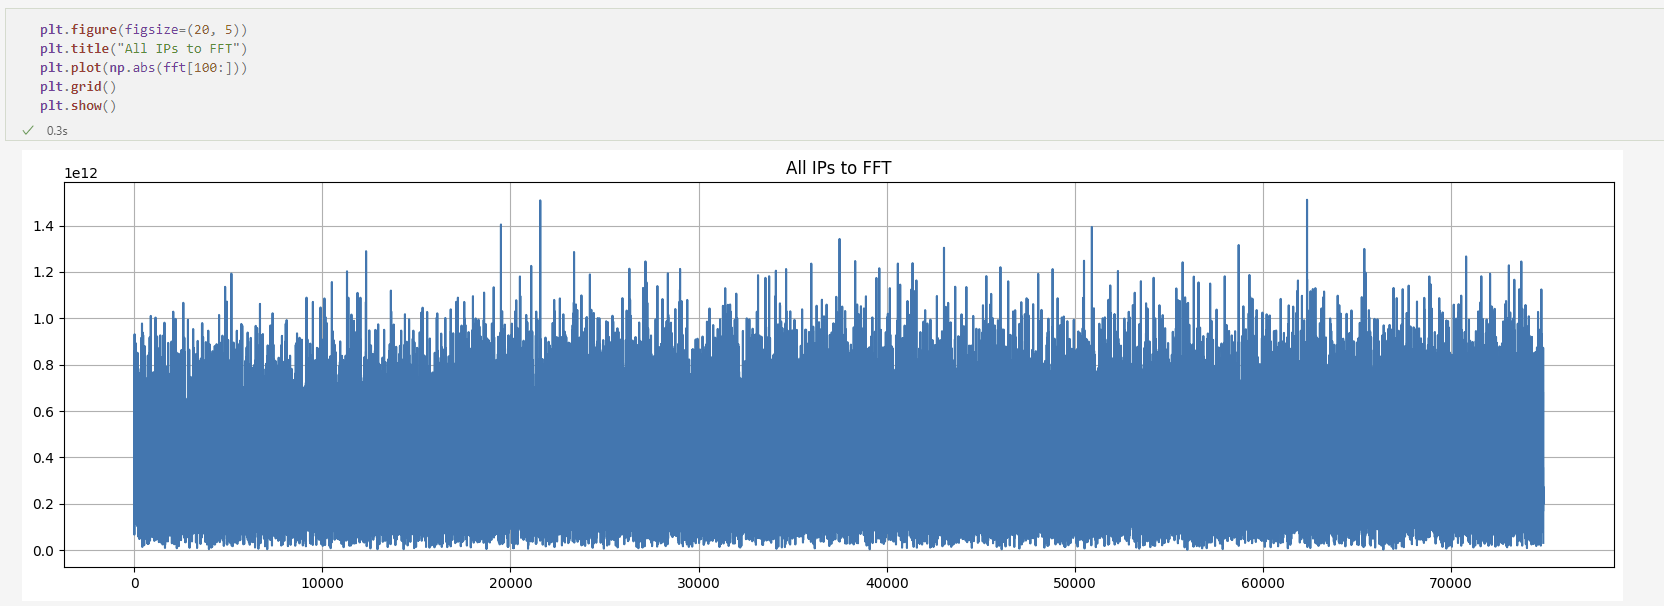 plt.figure(figsize=(20, 5))
plt.title("All IPs to FFT")
plt.plot(np.abs(fft[100:]))
plt.grid()
plt.show()
0.3s
All IPs to FFT
1e12
1.4
1.2
1.0
0.8
0.6
0.4
0.2
0.0
0 10000 20000 30000 40000 50000 60000 70000